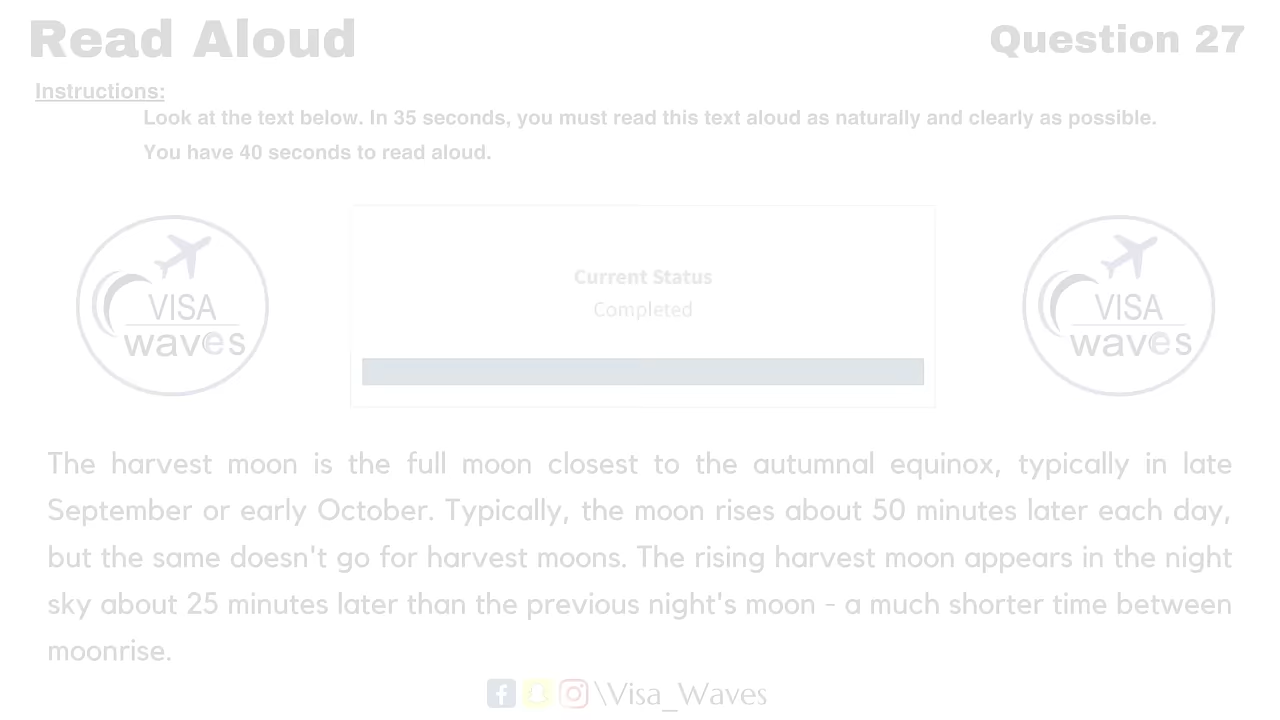 Read Aloud
Question 27
Instructions:
Look at the text below. In 35 seconds, you must read this text aloud as naturally and clearly as possible.
You have 40 seconds to read aloud.
VISA
waves
Current Status
Completed
VISA
waves
The harvest moon is the full moon closest to the autumnal equinox, typically in late
September or early October. Typically, the moon rises about 50 minutes later each day,
but the same doesn't go for harvest moons. The rising harvest moon appears in the night
sky about 25 minutes later than the previous night's moon - a much shorter time between
moonrise.
\Visa_Waves